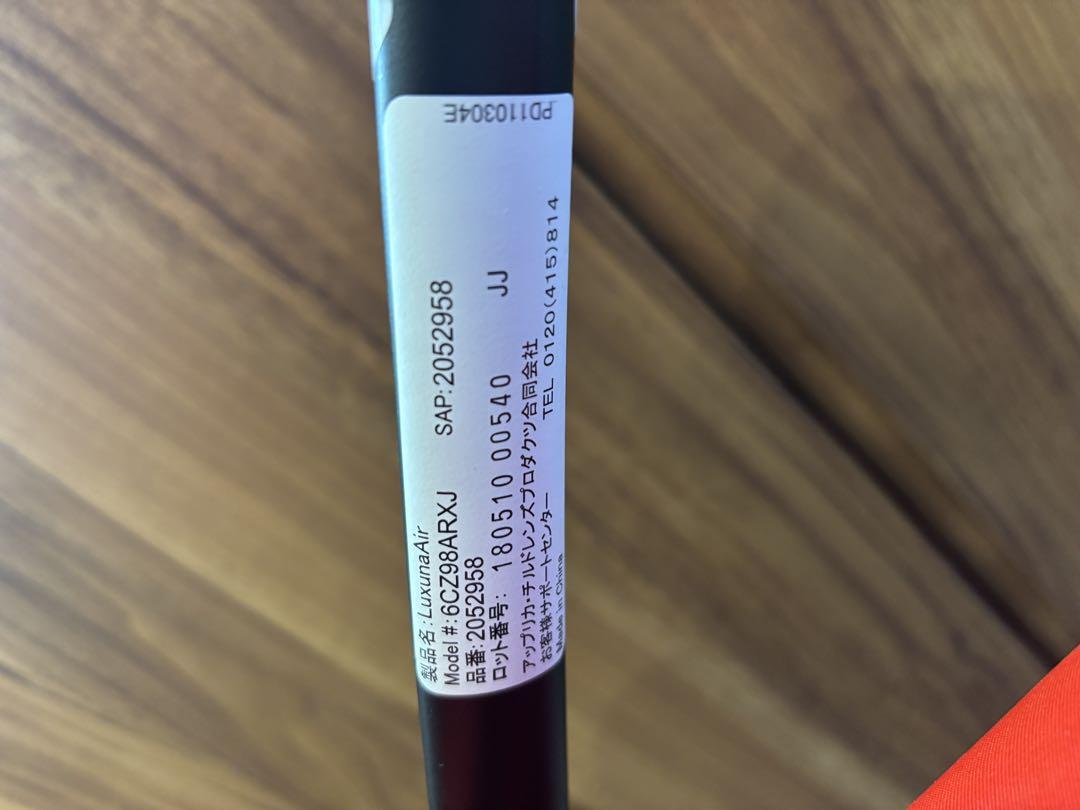 製品名:LuxunaAir
Model #:6CZ98ARXJ SAP:2052958
品番:2052958
ロット番号: 180510 00540 JJ
アップリカ・チルドレンズプロダクツ合同会社
お客様サポートセンター TEL 0120(415)814
Made in China
PD110304E